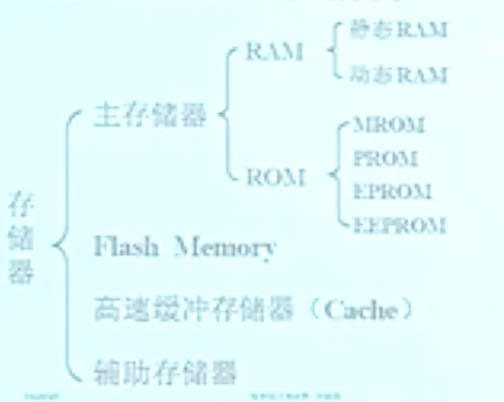 静态RAM
RAM
动态RAM
主存储器
MROM
PROM
ROM
EPROM
EEPROM
存储器
Flash Memory
高速缓冲存储器（Cache）
辅助存储器